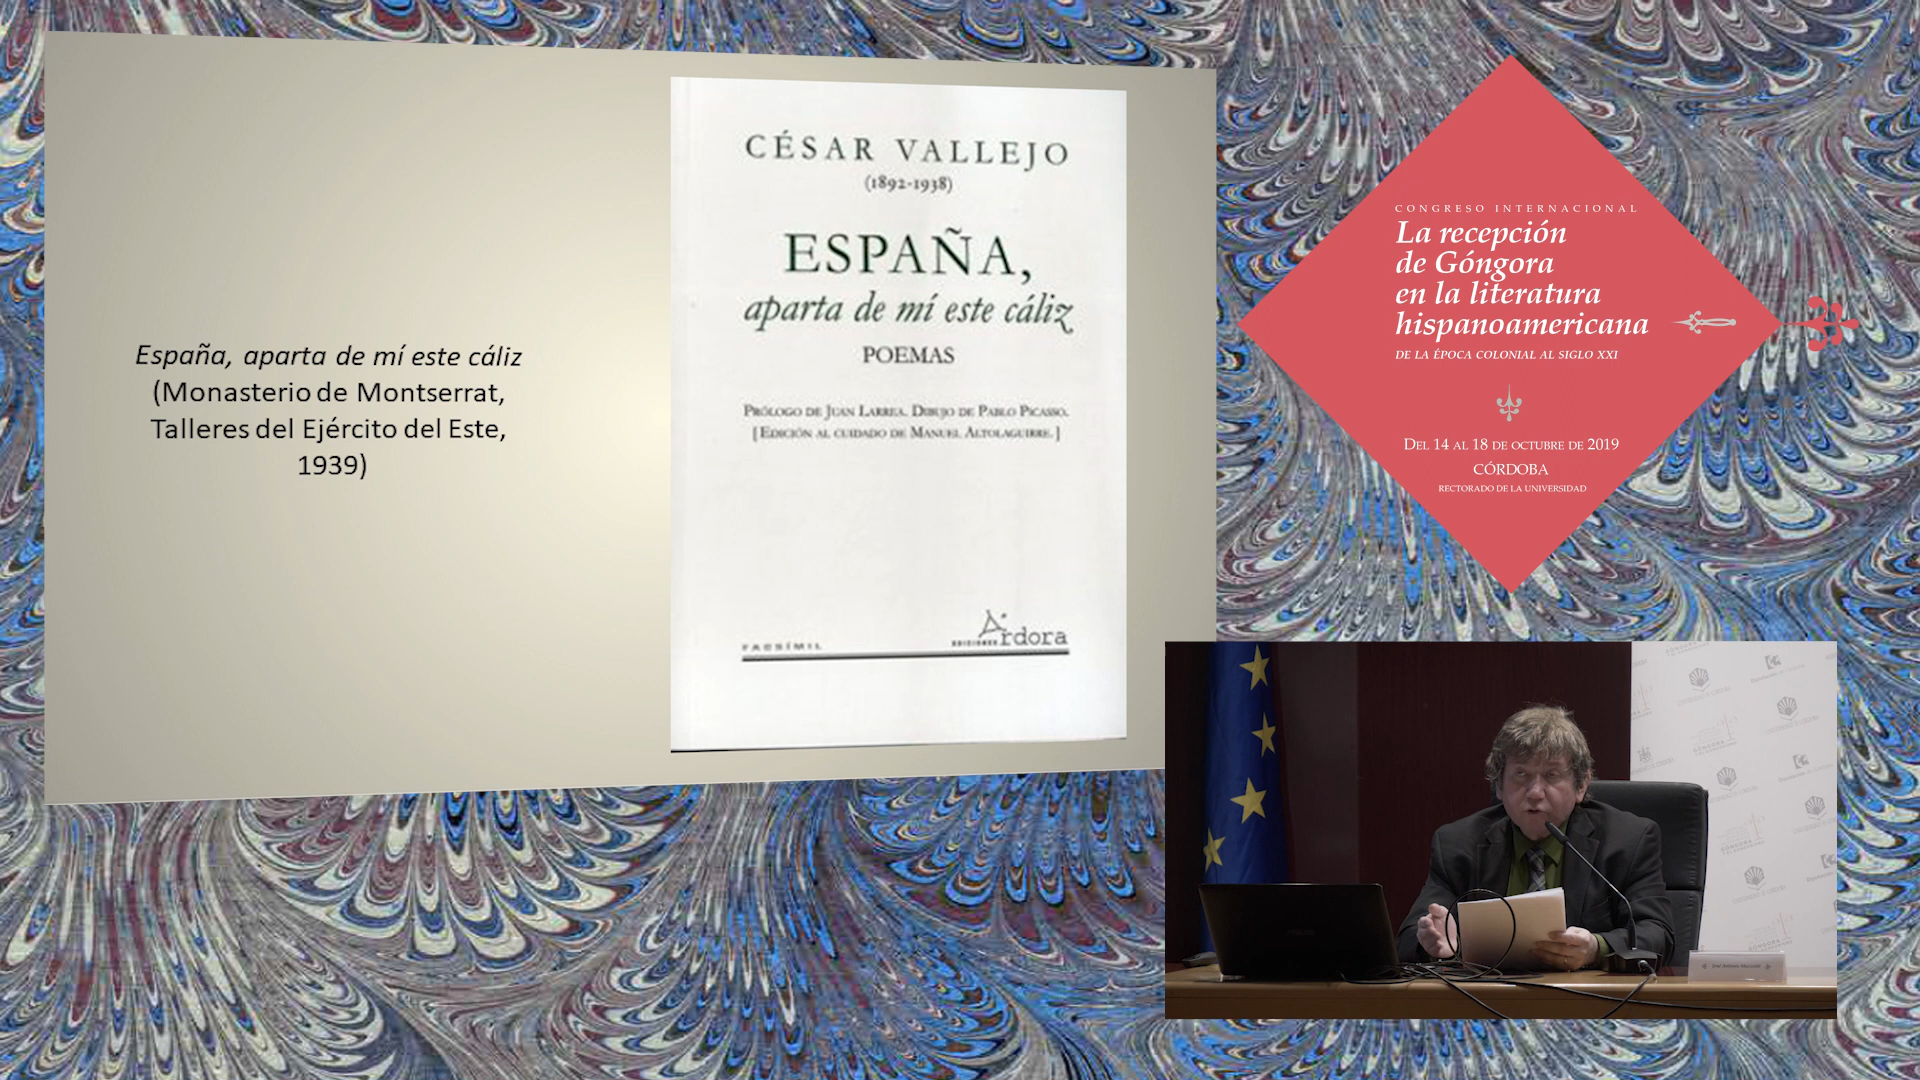 España, aparta de mí este cáliz
(Monasterio de Montserrat,
Talleres del Ejército del Este,
1939)
CÉSAR VALLEJO
(1892-1938)
ESPAÑA,
aparta de mí este cáliz
POEMAS
PRÓLOGO DE JUAN LARREA. DIBUJO DE PABLO PICASSO.
[EDICIÓN AL CUIDADO DE MANUEL ALTOLAGUIRRE.]
FACSÍMIL
EDICIONES Árdora
CONGRESO INTERNACIONAL
La recepción
de Góngora
en la literatura
hispanoamericana
DE LA ÉPOCA COLONIAL AL SIGLO XXI
DEL 14 AL 18 DE OCTUBRE DE 2019
CÓRDOBA
RECTORADO DE LA UNIVERSIDAD